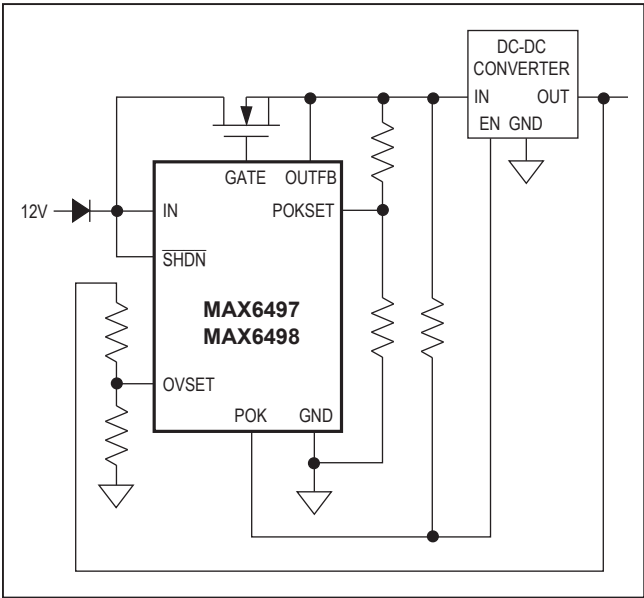 DC-DC
CONVERTER
IN OUT
EN GND
GATE OUTFB
12V
IN POKSET
SHDN
MAX6497
MAX6498
OVSET
POK GND